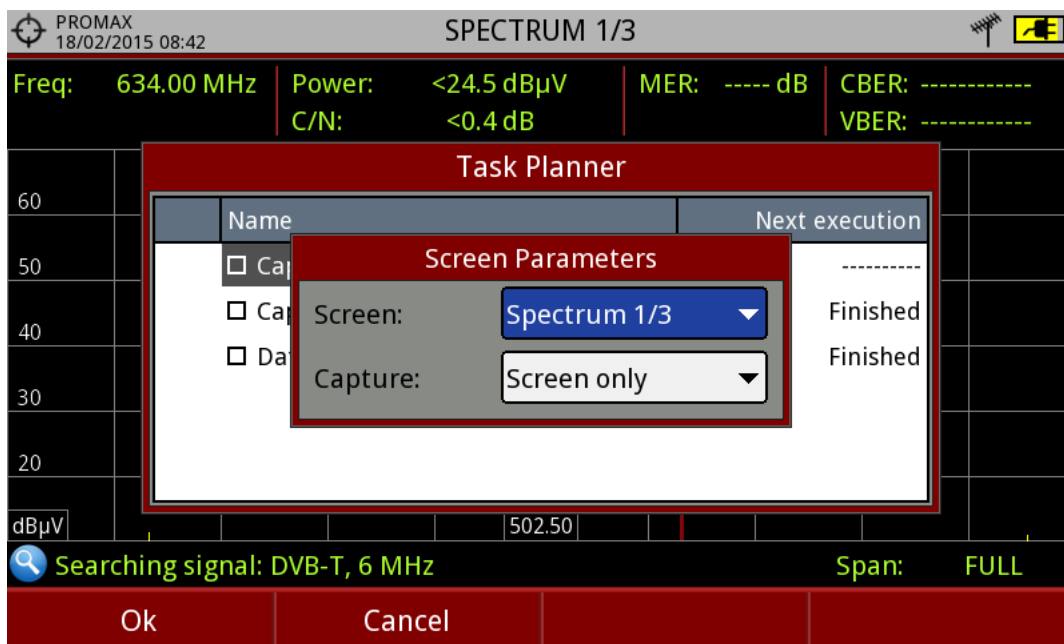 PROMAX
18/02/2015 08:42
SPECTRUM 1/3
Freq: 634.00 MHz
Power: <24.5 dBµV
MER: ----- dB
CBER: ------------
C/N: <0.4 dB
VBER: ------------
Task Planner
Name
Next execution
Ca
----------
Ca
Finished
Da
Finished
Screen Parameters
Screen: Spectrum 1/3
Capture: Screen only
60
50
40
30
20
dBµV
502.50
Searching signal: DVB-T, 6 MHz
Span: FULL
Ok
Cancel